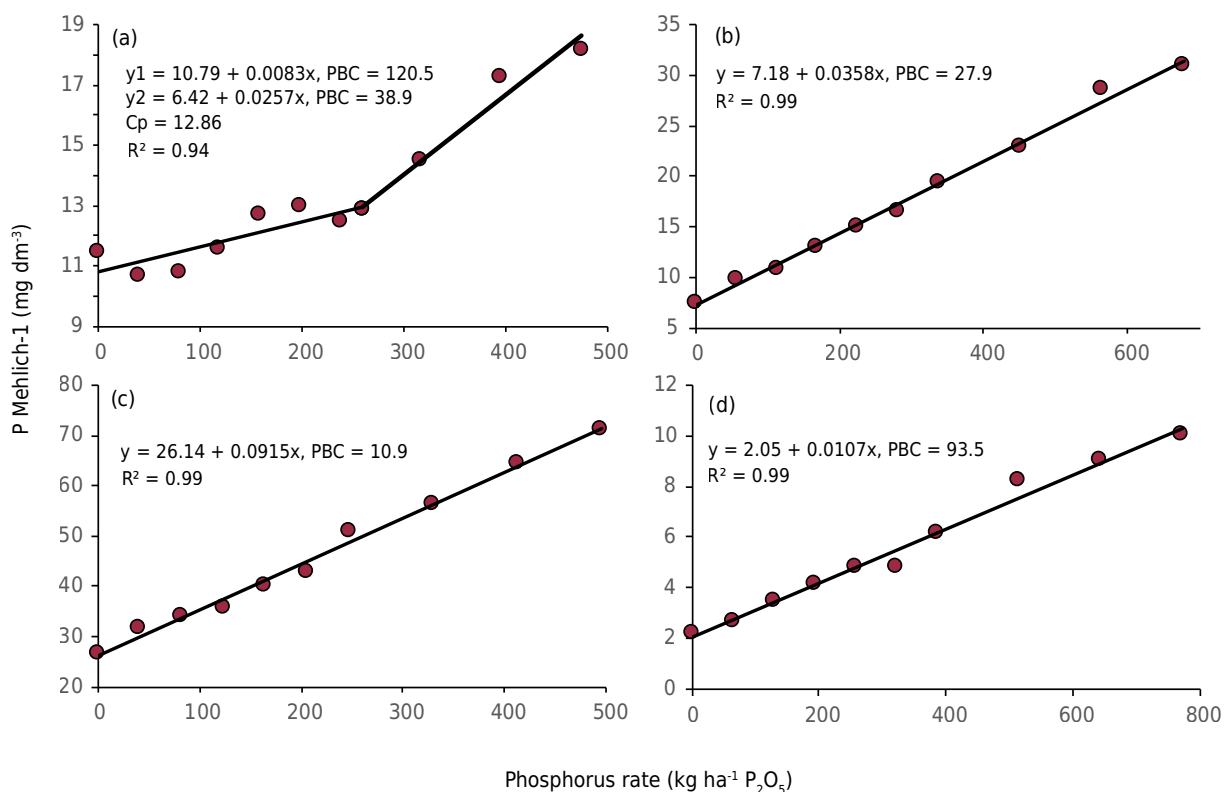 (a)
y1 = 10.79 + 0.0083x, PBC = 120.5
y2 = 6.42 + 0.0257x, PBC = 38.9
Cp = 12.86
R² = 0.94
19
17
15
13
11
9
0 100 200 300 400 500
(b)
y = 7.18 + 0.0358x, PBC = 27.9
R² = 0.99
35
30
25
20
15
10
5
0 200 400 600
P Mehlich-1 (mg dm⁻³)
(c)
y = 26.14 + 0.0915x, PBC = 10.9
R² = 0.99
80
70
60
50
40
30
20
0 100 200 300 400 500
(d)
y = 2.05 + 0.0107x, PBC = 93.5
R² = 0.99
12
10
8
6
4
2
0
0 200 400 600 800
Phosphorus rate (kg ha⁻¹ P₂O₅)